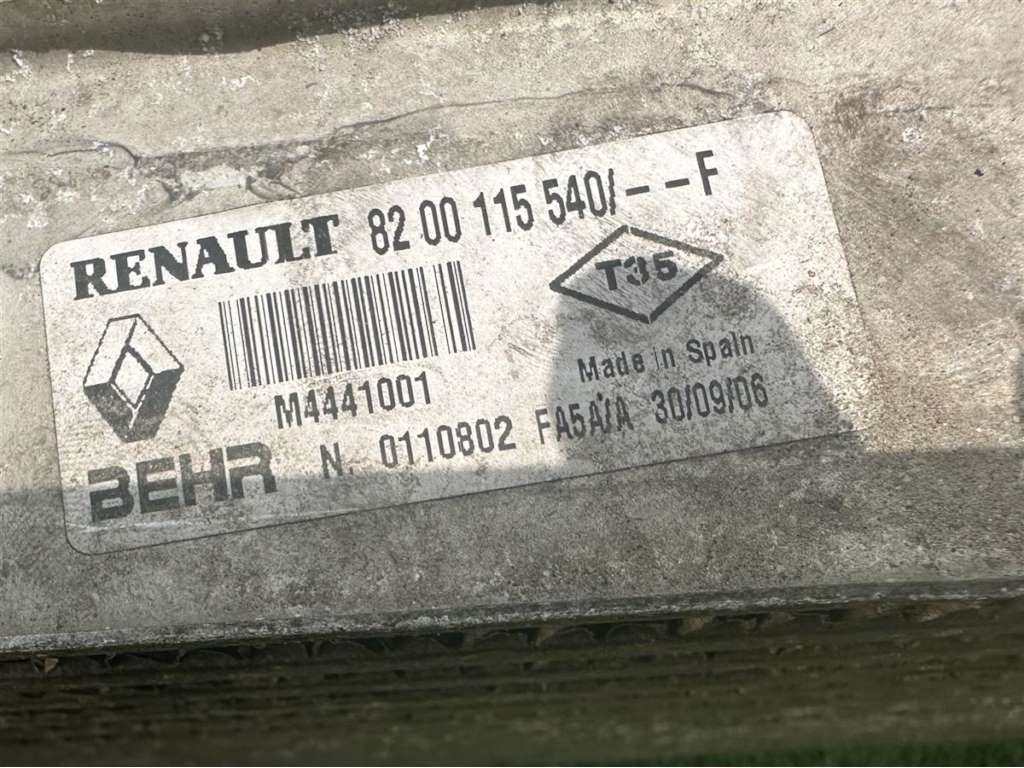 RENAULT 82 00 115 540/---F
T35
M4441001
Made in Spain
BEHR N. 0110802 FA5A/A 30/09/06